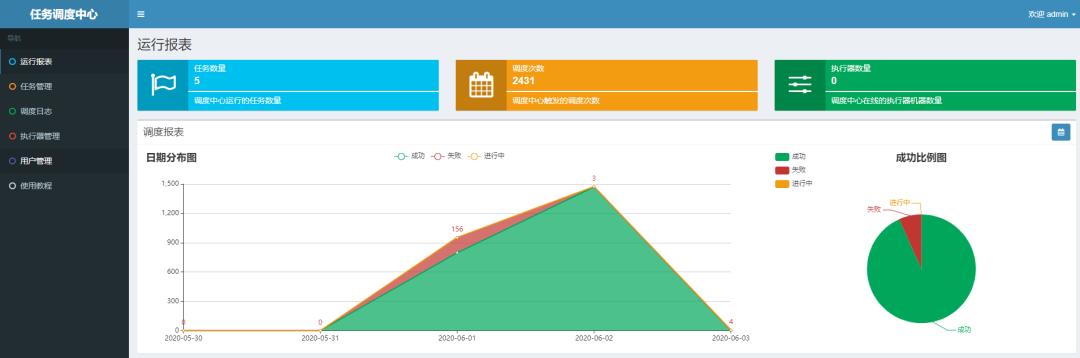 任务调度中心
欢迎 admin
导航
运行报表
任务管理
调度日志
执行器管理
用户管理
使用教程
运行报表
任务数量
5
调度中心运行的任务数量
调度次数
2431
调度中心触发的调度次数
执行器数量
0
调度中心在线的执行器机器数量
调度报表
日期分布图
成功 失败 进行中
1,500
1,200
900
600
300
0
0
156
3
4
2020-05-30 2020-05-31 2020-06-01 2020-06-02 2020-06-03
成功
失败
进行中
成功比例图
进行中
失败
成功